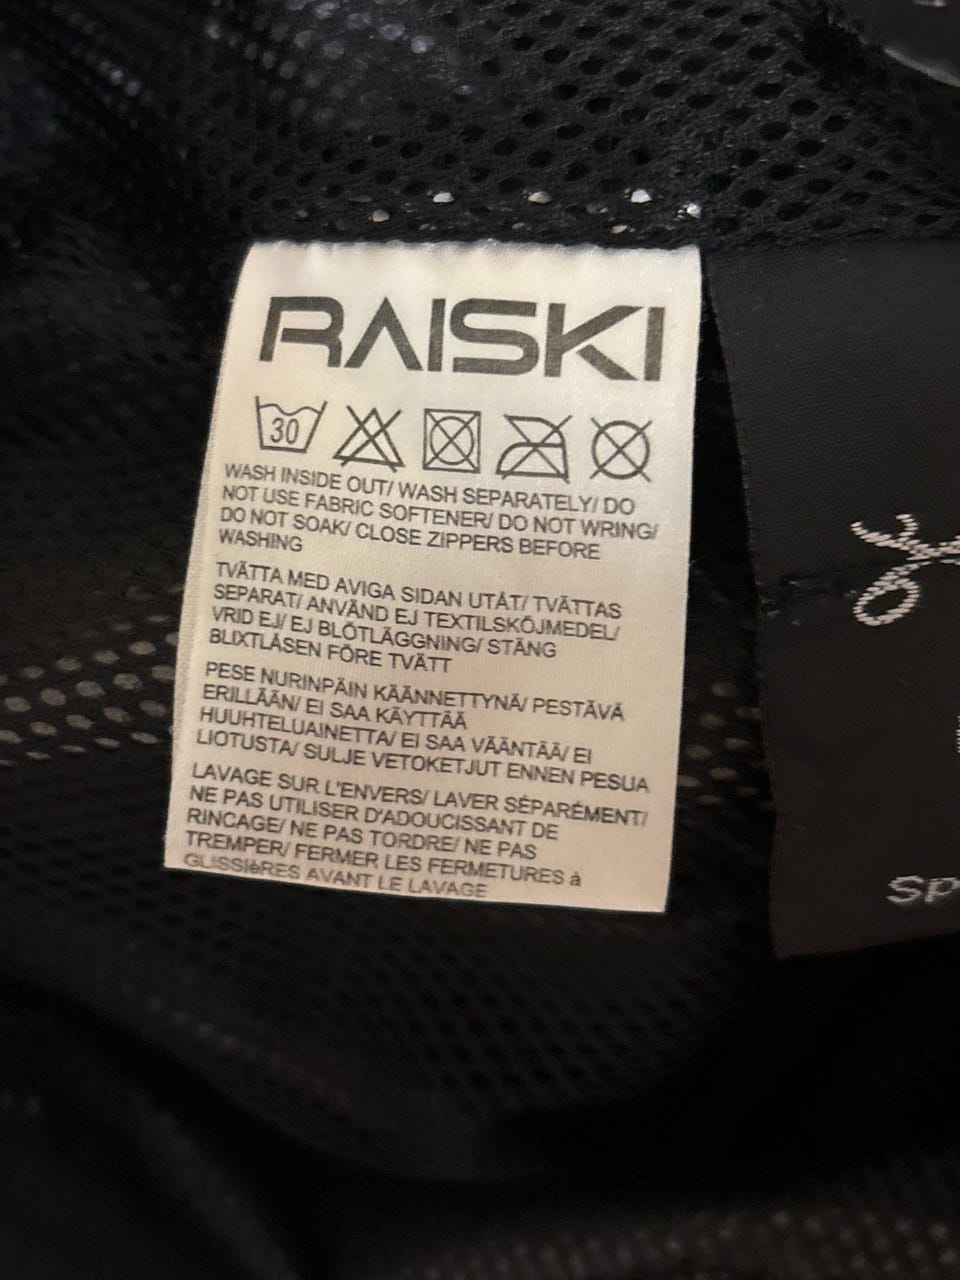 RAISKI
30
WASH INSIDE OUT/ WASH SEPARATELY/ DO
NOT USE FABRIC SOFTENER/ DO NOT WRING/
DO NOT SOAK/ CLOSE ZIPPERS BEFORE
WASHING
TVÄTTA MED AVIGA SIDAN UTÅT/ TVÄTTAS
SEPARAT/ ANVÄND EJ TEXTILSKÖJMEDEL/
VRID EJ/ EJ BLÖTLÄGGNING/ STÄNG
BLIXTLÅSEN FÖRE TVÄTT
PESE NURINPÄIN KÄÄNNETTYNÄ/ PESTÄVÄ
ERILLÄÄN/ EI SAA KÄYTTÄÄ
HUUHTELUAINETTA/ EI SAA VÄÄNTÄÄ/ EI
LIOTUSTA/ SULJE VETOKETJUT ENNEN PESUA
LAVAGE SUR L'ENVERS/ LAVER SÉPARÉMENT/
NE PAS UTILISER D'ADOUCISSANT DE
RINCAGE/ NE PAS TORDRE/ NE PAS
TREMPER/ FERMER LES FERMETURES à
GLISSIèRES AVANT LE LAVAGE